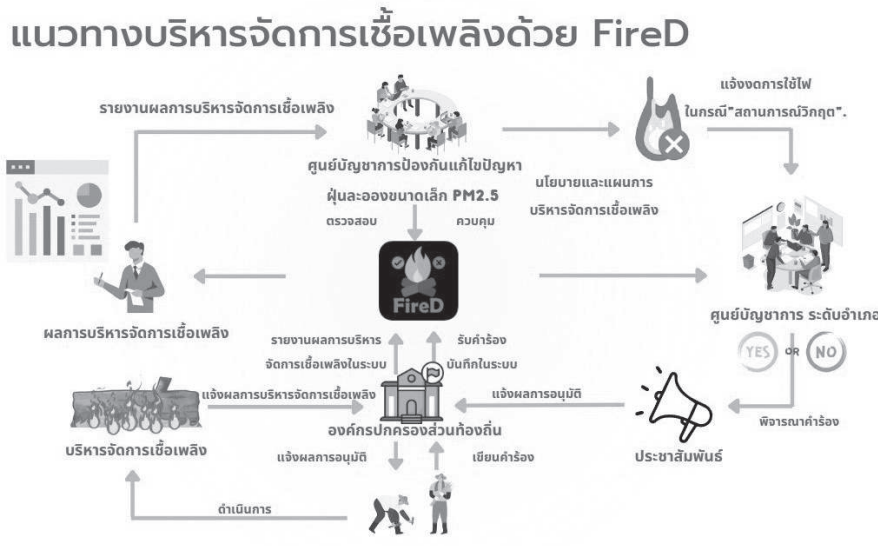 แนวทางบริหารจัดการเชื้อเพลิงด้วย FireD
รายงานผลการบริหารจัดการเชื้อเพลิง
แจ้งงดการใช้ไฟ
ในกรณี"สถานการณ์วิกฤต".
ศูนย์บัญชาการป้องกันแก้ไขปัญหา
ฝุ่นละอองขนาดเล็ก PM2.5
นโยบายและแผนการ
บริหารจัดการเชื้อเพลิง
ตรวจสอบ
ควบคุม
FireD
ผลการบริหารจัดการเชื้อเพลิง
ศูนย์บัญชาการ ระดับอำเภอ
YES OR NO
รายงานผลการบริหาร
จัดการเชื้อเพลิงในระบบ
รับคำร้อง
บันทึกในระบบ
แจ้งผลการบริหารจัดการเชื้อเพลิง
แจ้งผลการอนุมัติ
พิจารณาคำร้อง
บริหารจัดการเชื้อเพลิง
องค์กรปกครองส่วนท้องถิ่น
ประชาสัมพันธ์
แจ้งผลการอนุมัติ
เขียนคำร้อง
ดำเนินการ